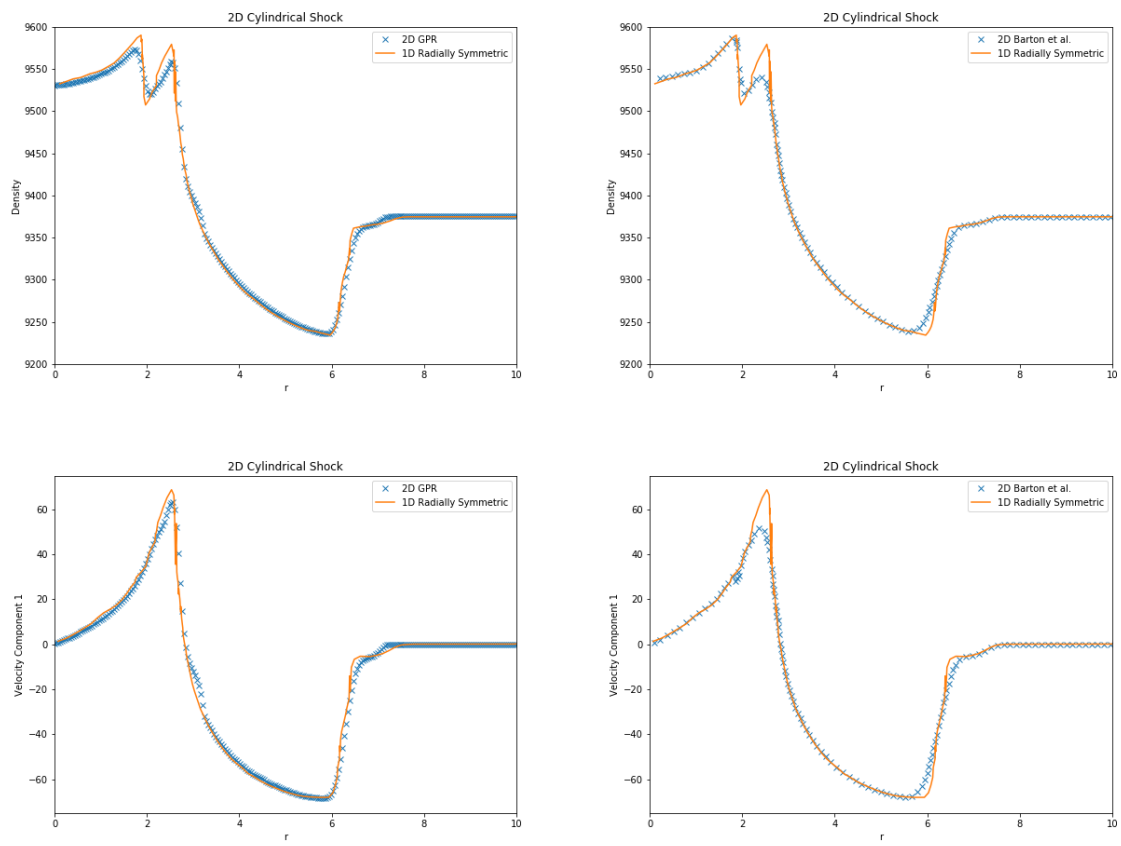 2D Cylindrical Shock
2D GPR
1D Radially Symmetric
9600
9550
9500
9450
9400
9350
9300
9250
9200
Density
0 2 4 6 8 10
r
2D Cylindrical Shock
2D Barton et al.
1D Radially Symmetric
9600
9550
9500
9450
9400
9350
9300
9250
9200
Density
0 2 4 6 8 10
r
2D Cylindrical Shock
2D GPR
1D Radially Symmetric
60
40
20
0
−20
−40
−60
Velocity Component 1
0 2 4 6 8 10
r
2D Cylindrical Shock
2D Barton et al.
1D Radially Symmetric
60
40
20
0
−20
−40
−60
Velocity Component 1
0 2 4 6 8 10
r